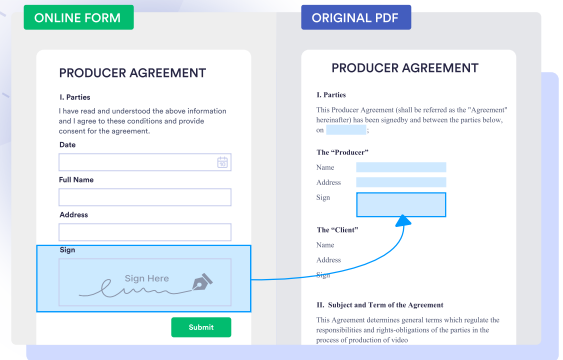 ONLINE FORM
PRODUCER AGREEMENT
I. Parties
I have read and understood the above information
and I agree to these conditions and provide
consent for the agreement.
Date
Full Name
Address
Sign
Sign Here
Submit
ORIGINAL PDF
PRODUCER AGREEMENT
I. Parties
This Producer Agreement (shall be referred as the "Agreement"
hereinafter) has been signedby and between the parties below,
on ;
The “Producer”
Name
Address
Sign
The “Client”
Name
Address
Sign
II. Subject and Term of the Agreement
This Agreement determines general terms which regulate the
responsibilities and rights-obligations of the parties in the
process of production of video